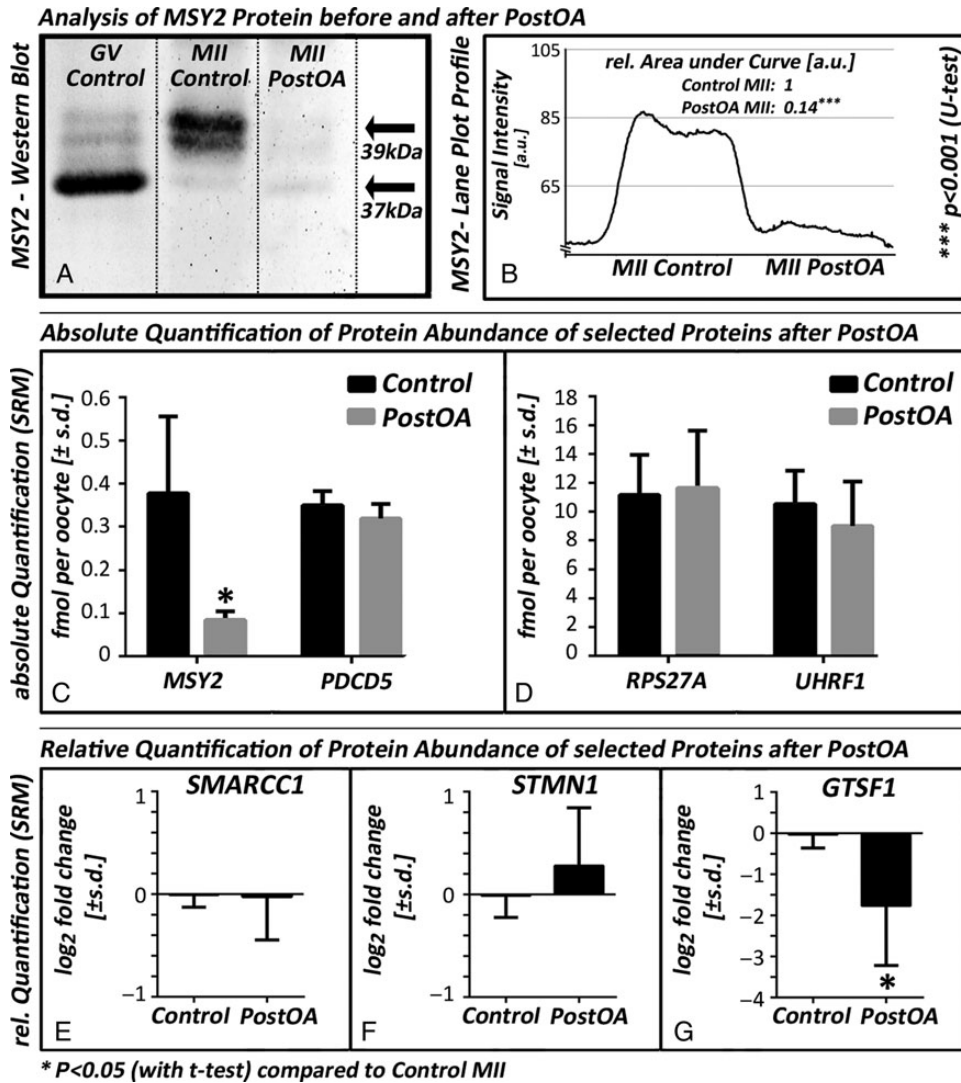 Analysis of MSY2 Protein before and after PostOA
MSY2 - Western Blot
GV
Control
MII
Control
MII
PostOA
39kDa
37kDa
A
MSY2- Lane Plot Profile
Signal Intensity
[a.u.]
105
85
65
rel. Area under Curve [a.u.]
Control MII: 1
PostOA MII: 0.14***
MII Control
MII PostOA
B
*** p<0.001 (U-test)
Absolute Quantification of Protein Abundance of selected Proteins after PostOA
absolute Quantification (SRM)
fmol per oocyte [± s.d.]
0.6
0.5
0.4
0.3
0.2
0.1
0
Control
PostOA
*
MSY2
PDCD5
C
fmol per oocyte [± s.d.]
18
16
14
12
10
8
6
4
2
0
Control
PostOA
RPS27A
UHRF1
D
Relative Quantification of Protein Abundance of selected Proteins after PostOA
rel. Quantification (SRM)
SMARCC1
log2 fold change
[±s.d.]
1
0
−1
Control
PostOA
E
STMN1
log2 fold change
[±s.d.]
1
0
−1
Control
PostOA
F
GTSF1
log2 fold change
[±s.d.]
1
0
−1
−2
−3
−4
*
Control
PostOA
G
* P<0.05 (with t-test) compared to Control MII